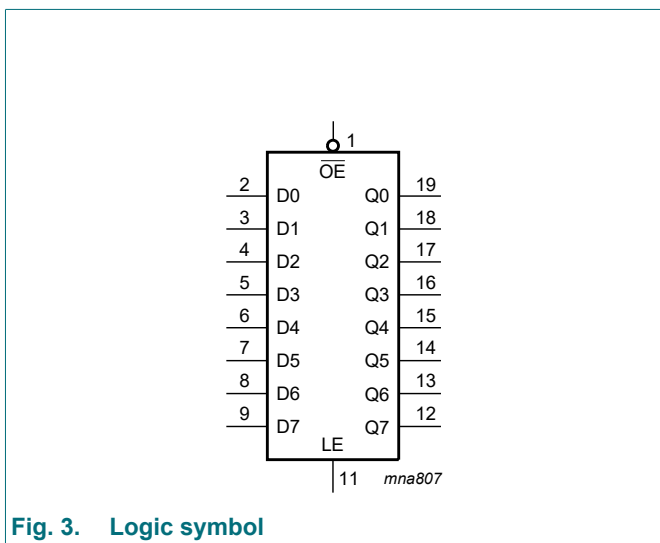 1
O̅E̅
2 D0 Q0 19
3 D1 Q1 18
4 D2 Q2 17
5 D3 Q3 16
6 D4 Q4 15
7 D5 Q5 14
8 D6 Q6 13
9 D7 Q7 12
LE
11 mna807
Fig. 3. Logic symbol